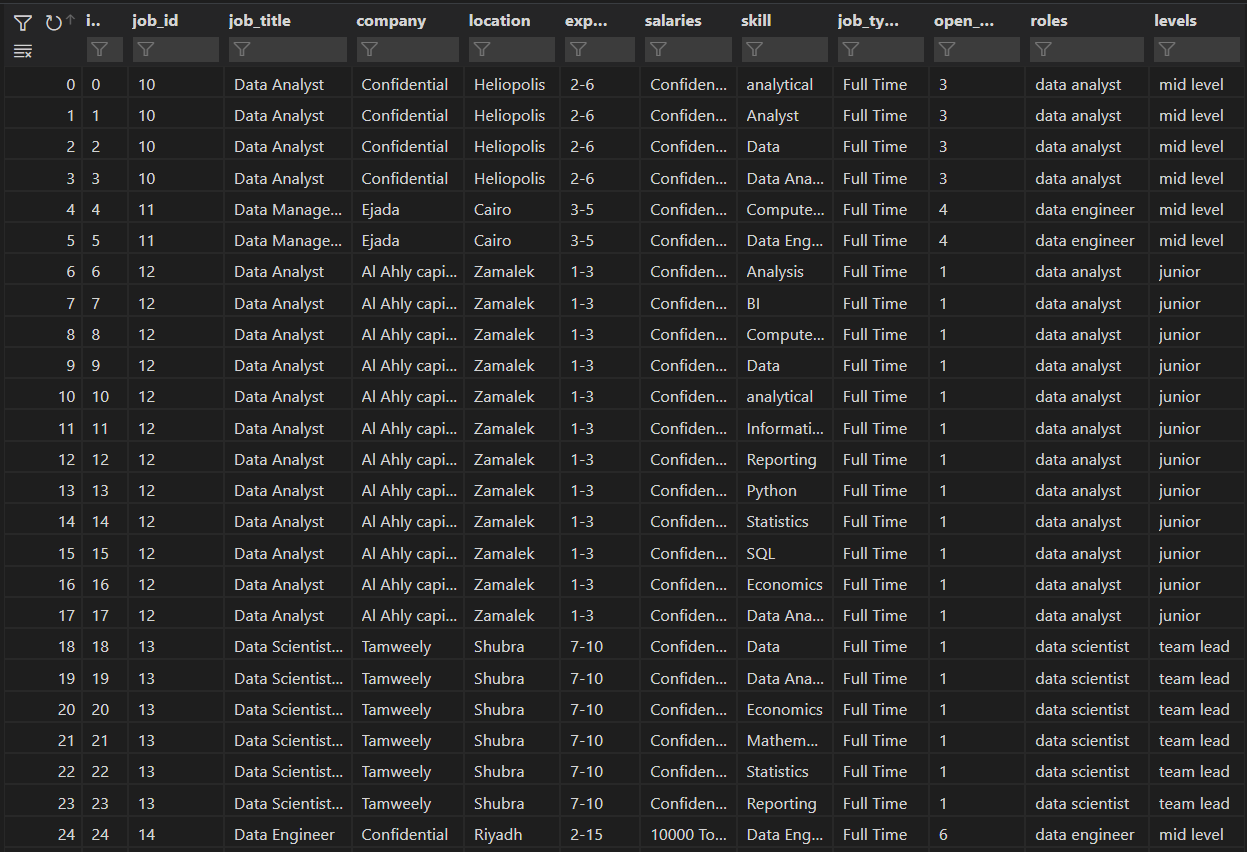 i.. job_id job_title company location exp... salaries skill job_ty... open_... roles levels
0 0 10 Data Analyst Confidential Heliopolis 2-6 Confiden... analytical Full Time 3 data analyst mid level
1 1 10 Data Analyst Confidential Heliopolis 2-6 Confiden... Analyst Full Time 3 data analyst mid level
2 2 10 Data Analyst Confidential Heliopolis 2-6 Confiden... Data Full Time 3 data analyst mid level
3 3 10 Data Analyst Confidential Heliopolis 2-6 Confiden... Data Ana... Full Time 3 data analyst mid level
4 4 11 Data Manage... Ejada Cairo 3-5 Confiden... Compute... Full Time 4 data engineer mid level
5 5 11 Data Manage... Ejada Cairo 3-5 Confiden... Data Eng... Full Time 4 data engineer mid level
6 6 12 Data Analyst Al Ahly capi... Zamalek 1-3 Confiden... Analysis Full Time 1 data analyst junior
7 7 12 Data Analyst Al Ahly capi... Zamalek 1-3 Confiden... BI Full Time 1 data analyst junior
8 8 12 Data Analyst Al Ahly capi... Zamalek 1-3 Confiden... Compute... Full Time 1 data analyst junior
9 9 12 Data Analyst Al Ahly capi... Zamalek 1-3 Confiden... Data Full Time 1 data analyst junior
10 10 12 Data Analyst Al Ahly capi... Zamalek 1-3 Confiden... analytical Full Time 1 data analyst junior
11 11 12 Data Analyst Al Ahly capi... Zamalek 1-3 Confiden... Informati... Full Time 1 data analyst junior
12 12 12 Data Analyst Al Ahly capi... Zamalek 1-3 Confiden... Reporting Full Time 1 data analyst junior
13 13 12 Data Analyst Al Ahly capi... Zamalek 1-3 Confiden... Python Full Time 1 data analyst junior
14 14 12 Data Analyst Al Ahly capi... Zamalek 1-3 Confiden... Statistics Full Time 1 data analyst junior
15 15 12 Data Analyst Al Ahly capi... Zamalek 1-3 Confiden... SQL Full Time 1 data analyst junior
16 16 12 Data Analyst Al Ahly capi... Zamalek 1-3 Confiden... Economics Full Time 1 data analyst junior
17 17 12 Data Analyst Al Ahly capi... Zamalek 1-3 Confiden... Data Ana... Full Time 1 data analyst junior
18 18 13 Data Scientist... Tamweely Shubra 7-10 Confiden... Data Full Time 1 data scientist team lead
19 19 13 Data Scientist... Tamweely Shubra 7-10 Confiden... Data Ana... Full Time 1 data scientist team lead
20 20 13 Data Scientist... Tamweely Shubra 7-10 Confiden... Economics Full Time 1 data scientist team lead
21 21 13 Data Scientist... Tamweely Shubra 7-10 Confiden... Mathem... Full Time 1 data scientist team lead
22 22 13 Data Scientist... Tamweely Shubra 7-10 Confiden... Statistics Full Time 1 data scientist team lead
23 23 13 Data Scientist... Tamweely Shubra 7-10 Confiden... Reporting Full Time 1 data scientist team lead
24 24 14 Data Engineer Confidential Riyadh 2-15 10000 To... Data Eng... Full Time 6 data engineer mid level